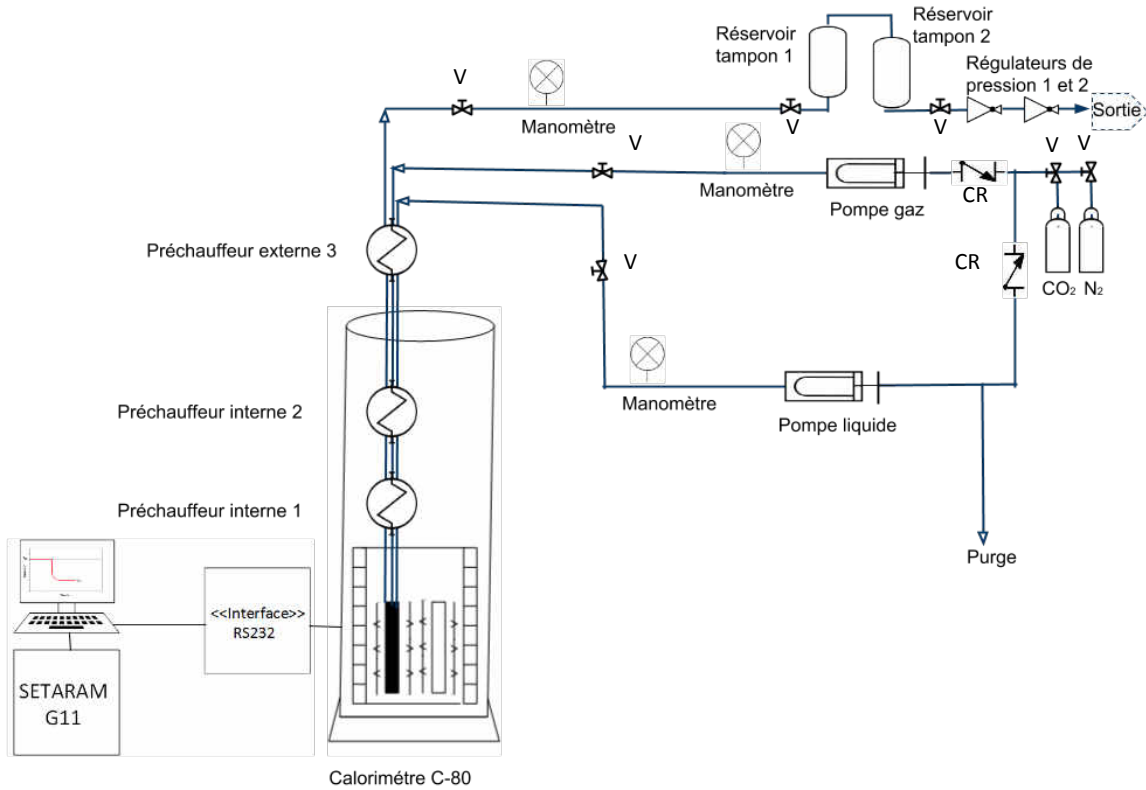 Réservoir
tampon 1
Réservoir
tampon 2
Régulateurs de
pression 1 et 2
Sortie
V
Manomètre
V
V
V
V
V
Manomètre
Pompe gaz
CR
CR
CO₂
N₂
Préchauffeur externe 3
V
Manomètre
Pompe liquide
Préchauffeur interne 2
Préchauffeur interne 1
Purge
<<Interface>>
RS232
SETARAM
G11
Calorimétre C-80